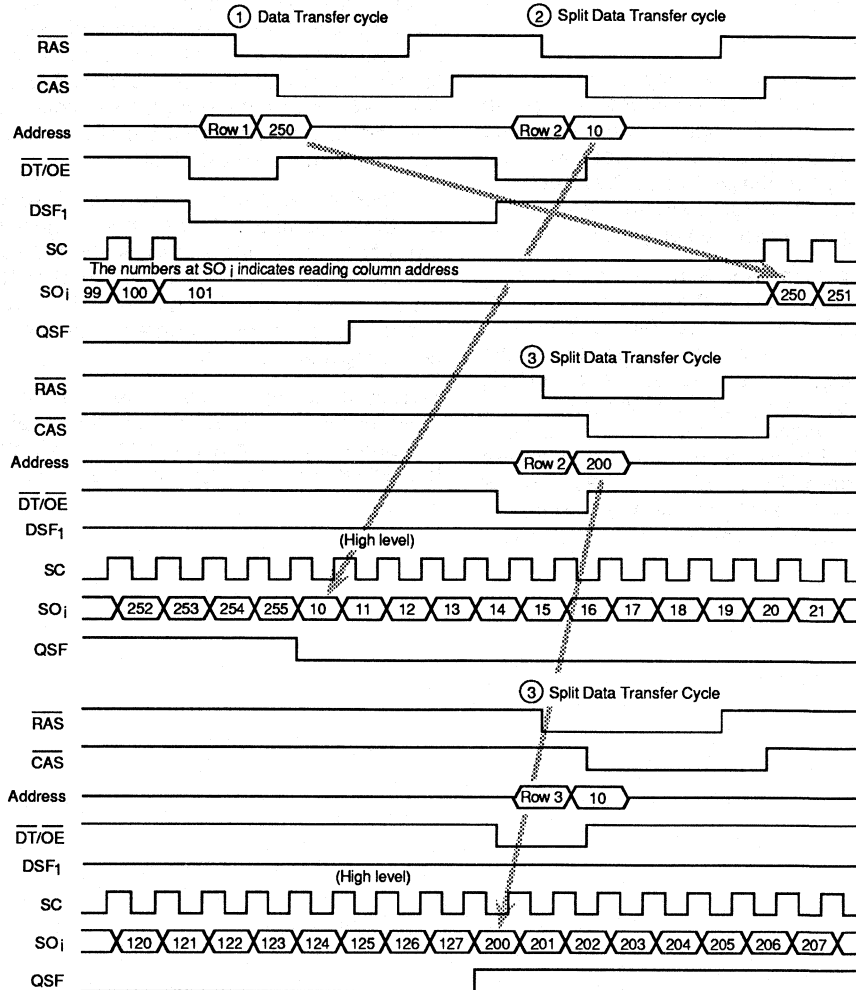 ① Data Transfer cycle ② Split Data Transfer cycle
RAS
CAS
Address Row 1 250 Row 2 10
DT/OE
DSF1
SC
The numbers at SO i indicates reading column address
SO i 99 100 101 250 251
QSF
③ Split Data Transfer Cycle
RAS
CAS
Address Row 2 200
DT/OE
DSF1
(High level)
SC
SO i 252 253 254 255 10 11 12 13 14 15 16 17 18 19 20 21
QSF
③ Split Data Transfer Cycle
RAS
CAS
Address Row 3 10
DT/OE
DSF1
(High level)
SC
SO i 120 121 122 123 124 125 126 127 200 201 202 203 204 205 206 207
QSF